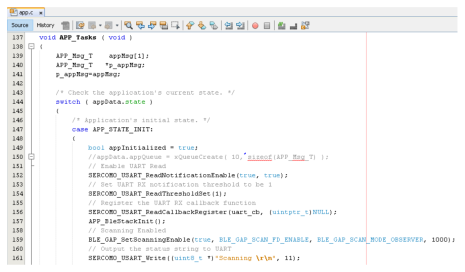 app.c
Source History
137 void APP_Tasks ( void )
138 {
139 APP_Msg_T appMsg[1];
140 APP_Msg_T *p_appMsg;
141 p_appMsg=appMsg;
142
143 /* Check the application's current state. */
144 switch ( appData.state )
145 {
146 /* Application's initial state. */
147 case APP_STATE_INIT:
148 {
149 bool appInitialized = true;
150 //appData.appQueue = xQueueCreate( 10, sizeof(APP_Msg_T) );
151 // Enable UART Read
152 SERCOM0_USART_ReadNotificationEnable(true, true);
153 // Set UART RX notification threshold to be 1
154 SERCOM0_USART_ReadThresholdSet(1);
155 // Register the UART RX callback function
156 SERCOM0_USART_ReadCallbackRegister(uart_cb, (uintptr_t)NULL);
157 APP_BleStackInit();
158 // Scanning Enabled
159 BLE_GAP_SetScanningEnable(true, BLE_GAP_SCAN_FD_ENABLE, BLE_GAP_SCAN_MODE_OBSERVER, 1000);
160 // Output the status string to UART
161 SERCOM0_USART_Write((uint8_t *)"Scanning \r\n", 11);